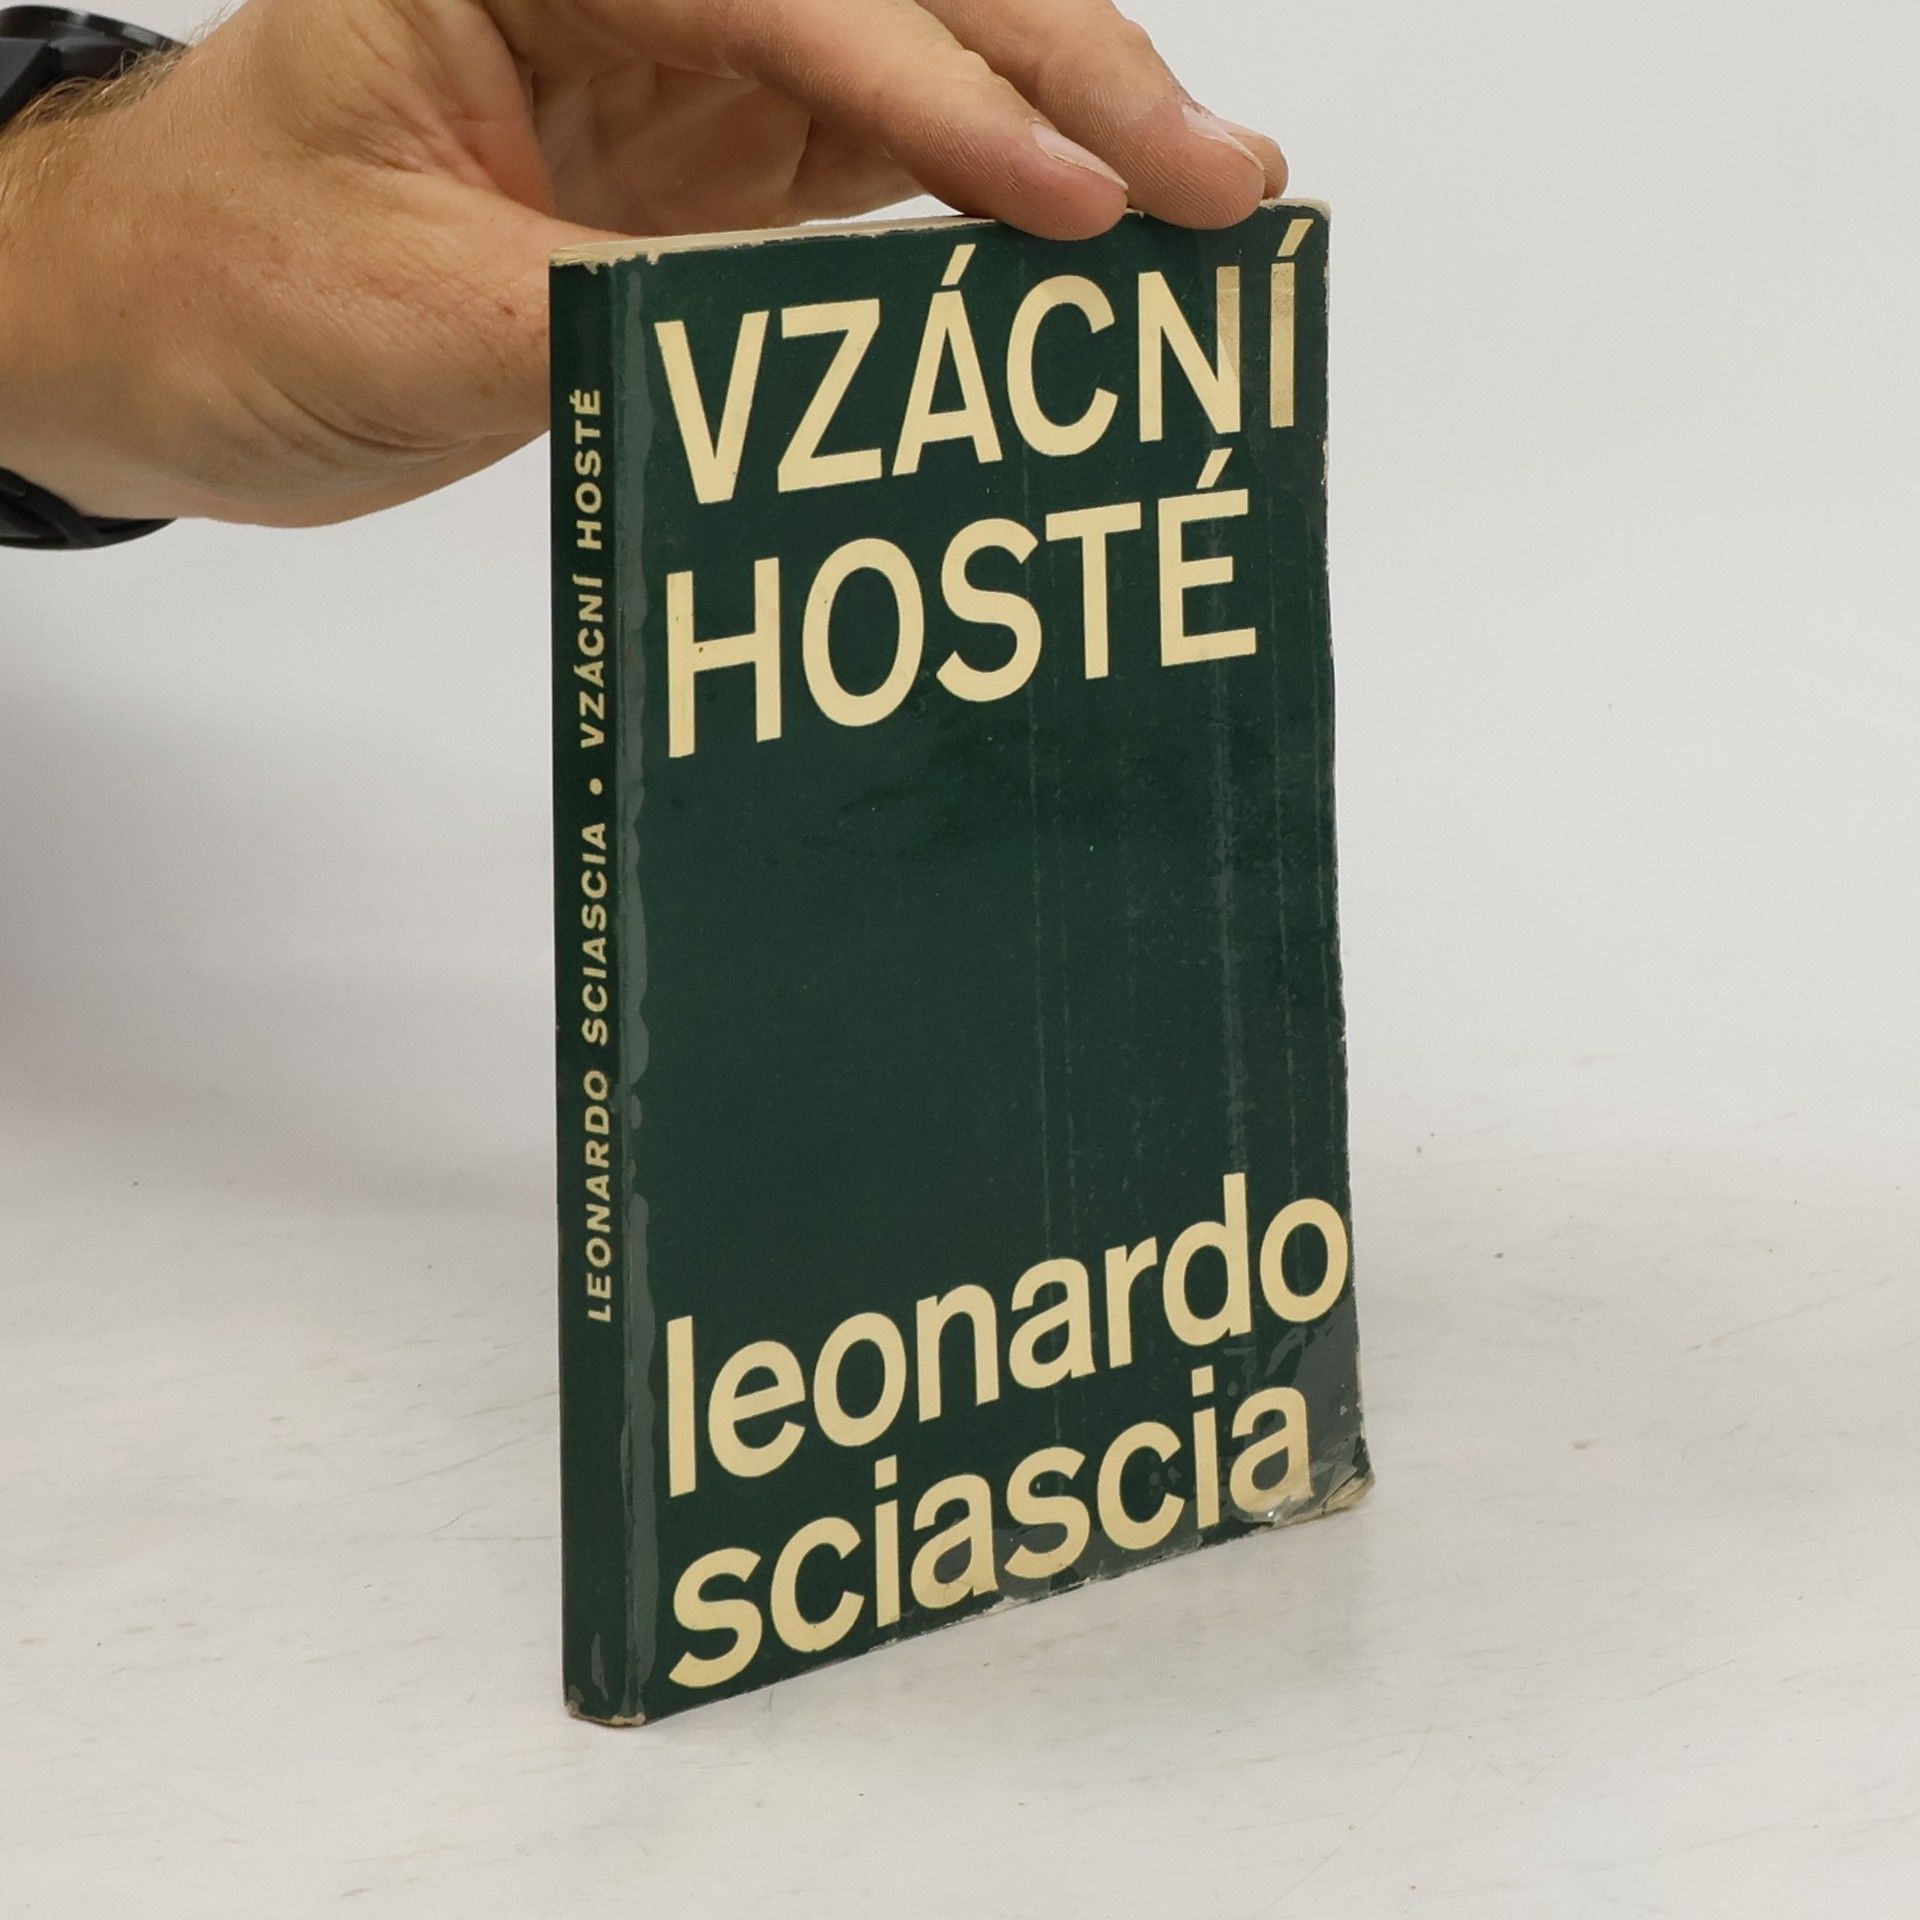 VZÁCNÍ
HOSTÉ
leonardo
sciascia
LEONARDO SCIASCIA • VZÁCNÍ HOSTÉ